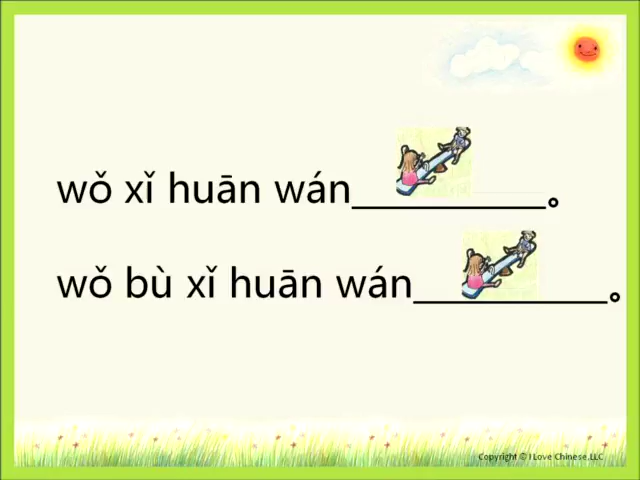 wǒ xǐ huān wán__________。
wǒ bù xǐ huān wán__________。
Copyright © I Love Chinese.LLC